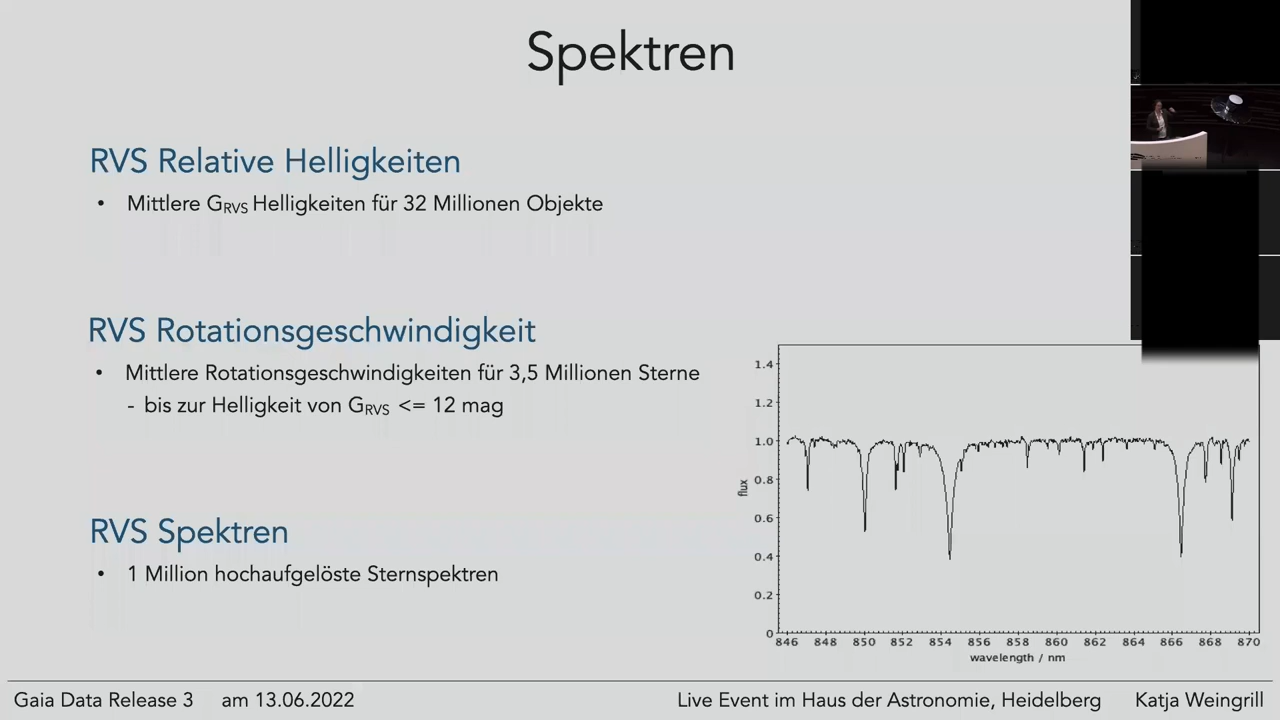 Spektren
RVS Relative Helligkeiten
• Mittlere GRVS Helligkeiten für 32 Millionen Objekte
RVS Rotationsgeschwindigkeit
• Mittlere Rotationsgeschwindigkeiten für 3,5 Millionen Sterne
- bis zur Helligkeit von GRVS <= 12 mag
RVS Spektren
• 1 Million hochaufgelöste Sternspektren
1.4
1.2
1.0
0.8
0.6
0.4
0.2
0
flux
846 848 850 852 854 856 858 860 862 864 866 868 870
wavelength / nm
Gaia Data Release 3 am 13.06.2022 Live Event im Haus der Astronomie, Heidelberg Katja Weingrill